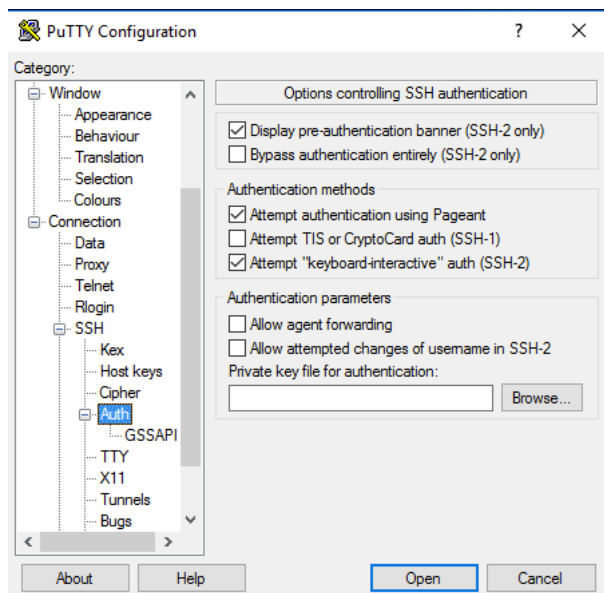 PuTTY Configuration
?
Category:
Window
Appearance
Behaviour
Translation
Selection
Colours
Connection
Data
Proxy
Telnet
Rlogin
SSH
Kex
Host keys
Cipher
Auth
GSSAPI
TTY
X11
Tunnels
Bugs
Options controlling SSH authentication
Display pre-authentication banner (SSH-2 only)
Bypass authentication entirely (SSH-2 only)
Authentication methods
Attempt authentication using Pageant
Attempt TIS or CryptoCard auth (SSH-1)
Attempt "keyboard-interactive" auth (SSH-2)
Authentication parameters
Allow agent forwarding
Allow attempted changes of username in SSH-2
Private key file for authentication:
Browse...
About
Help
Open
Cancel